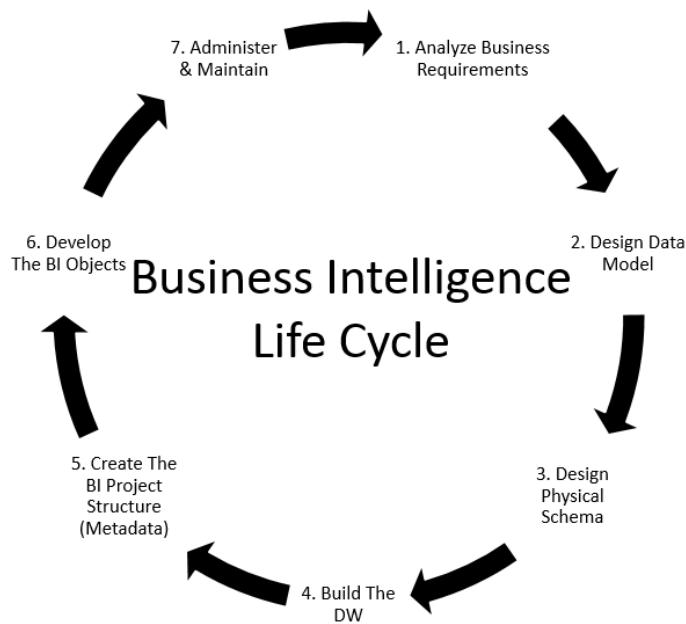 7. Administer
& Maintain
1. Analyze Business
Requirements
2. Design Data
Model
3. Design
Physical
Schema
4. Build The
DW
5. Create The
BI Project
Structure
(Metadata)
6. Develop
The BI Objects
Business Intelligence
Life Cycle